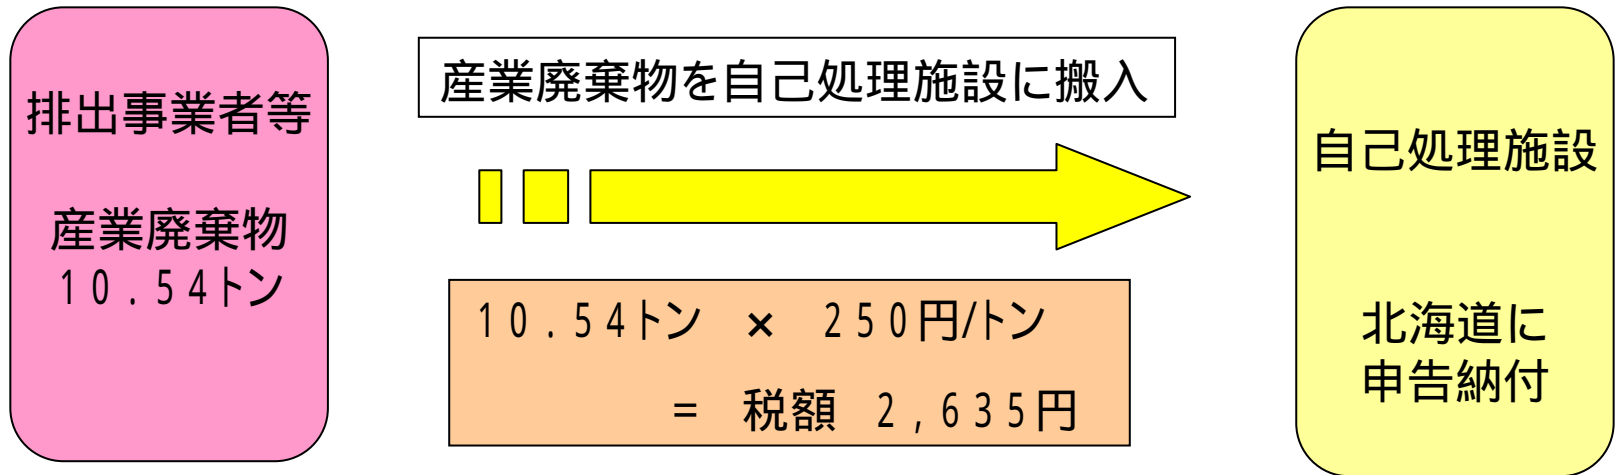 排出事業者等
産業廃棄物
10.54トン
産業廃棄物を自己処理施設に搬入
10.54トン × 250円/トン
= 税額 2,635円
自己処理施設
北海道に
申告納付